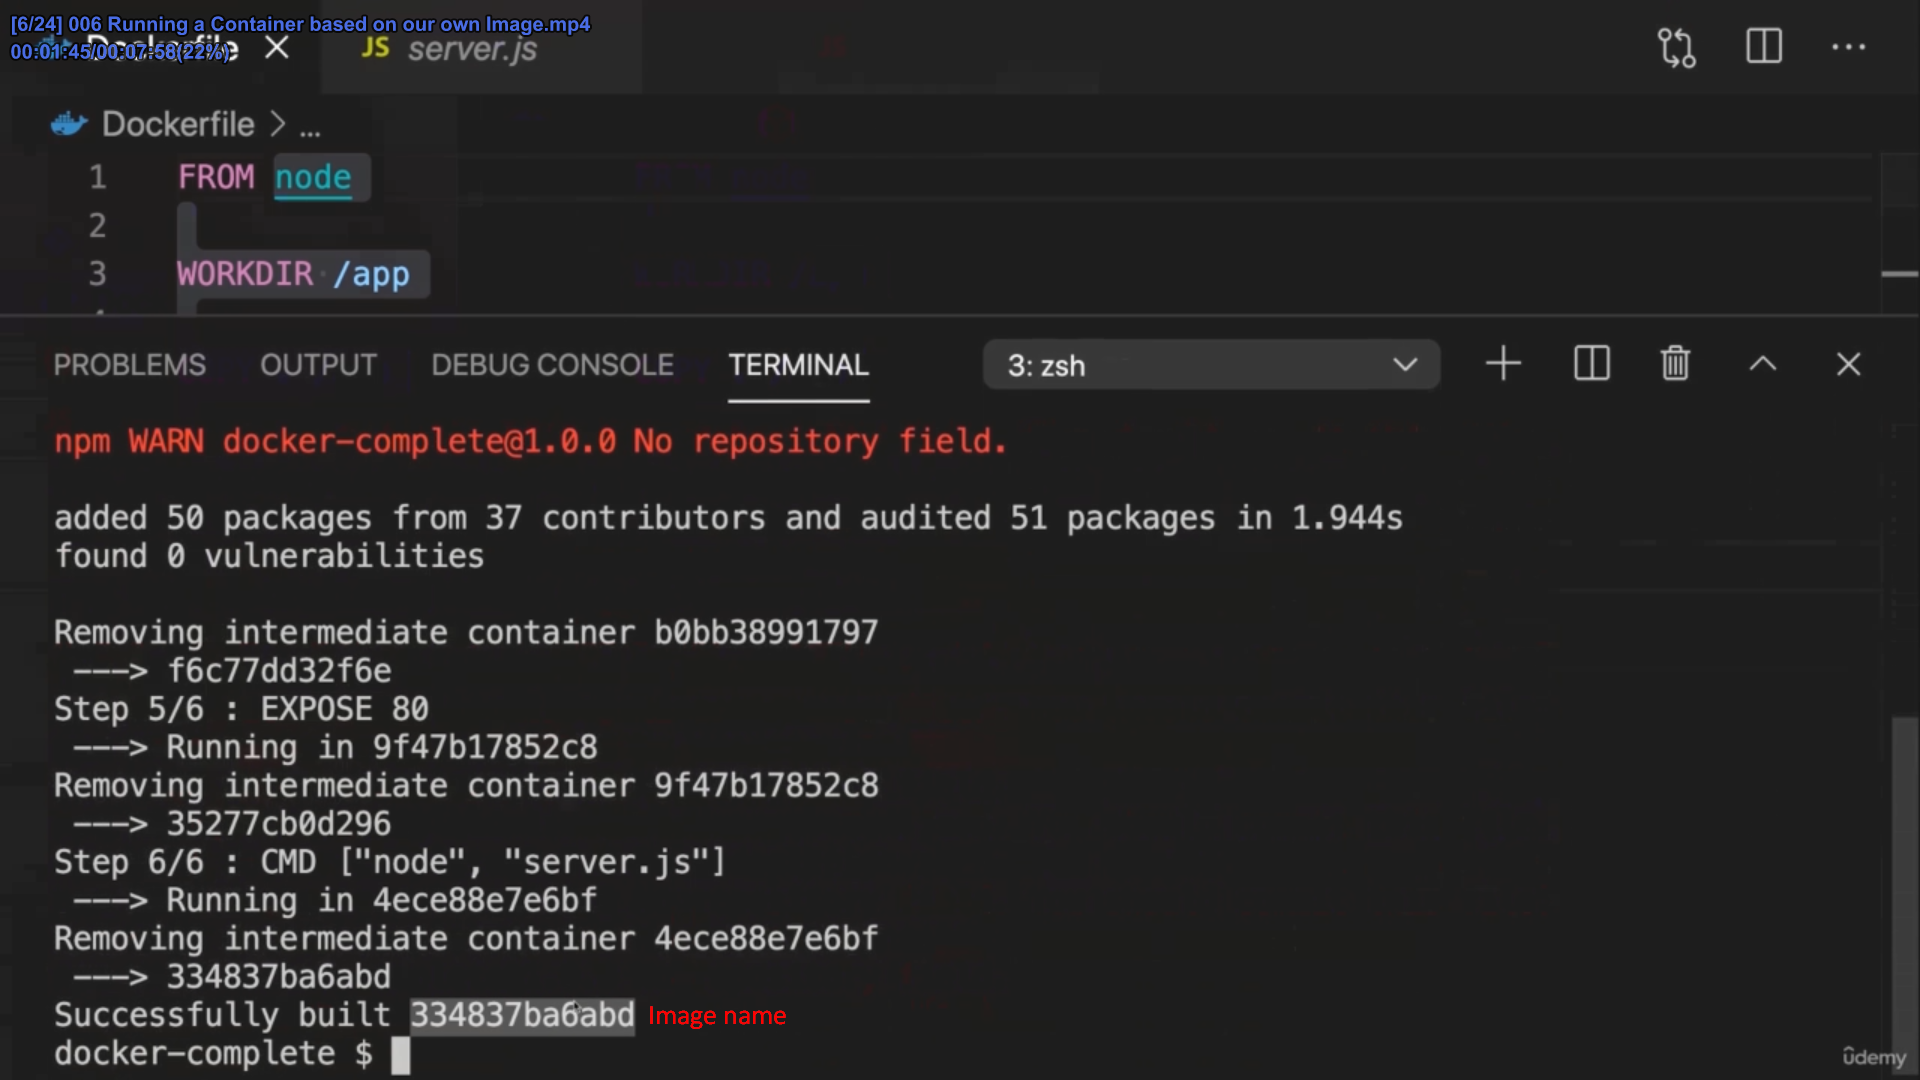 [6/24] 006 Running a Container based on our own Image.mp4
00:01:45/00:07:58(22%)
Dockerfile
JS server.js
Dockerfile > ...
1 FROM node
2
3 WORKDIR /app
PROBLEMS OUTPUT DEBUG CONSOLE TERMINAL 3: zsh
npm WARN docker-complete@1.0.0 No repository field.
added 50 packages from 37 contributors and audited 51 packages in 1.944s
found 0 vulnerabilities
Removing intermediate container b0bb38991797
---> f6c77dd32f6e
Step 5/6 : EXPOSE 80
---> Running in 9f47b17852c8
Removing intermediate container 9f47b17852c8
---> 35277cb0d296
Step 6/6 : CMD ["node", "server.js"]
---> Running in 4ece88e7e6bf
Removing intermediate container 4ece88e7e6bf
---> 334837ba6abd
Successfully built 334837ba6abd Image name
docker-complete $
ûdemy